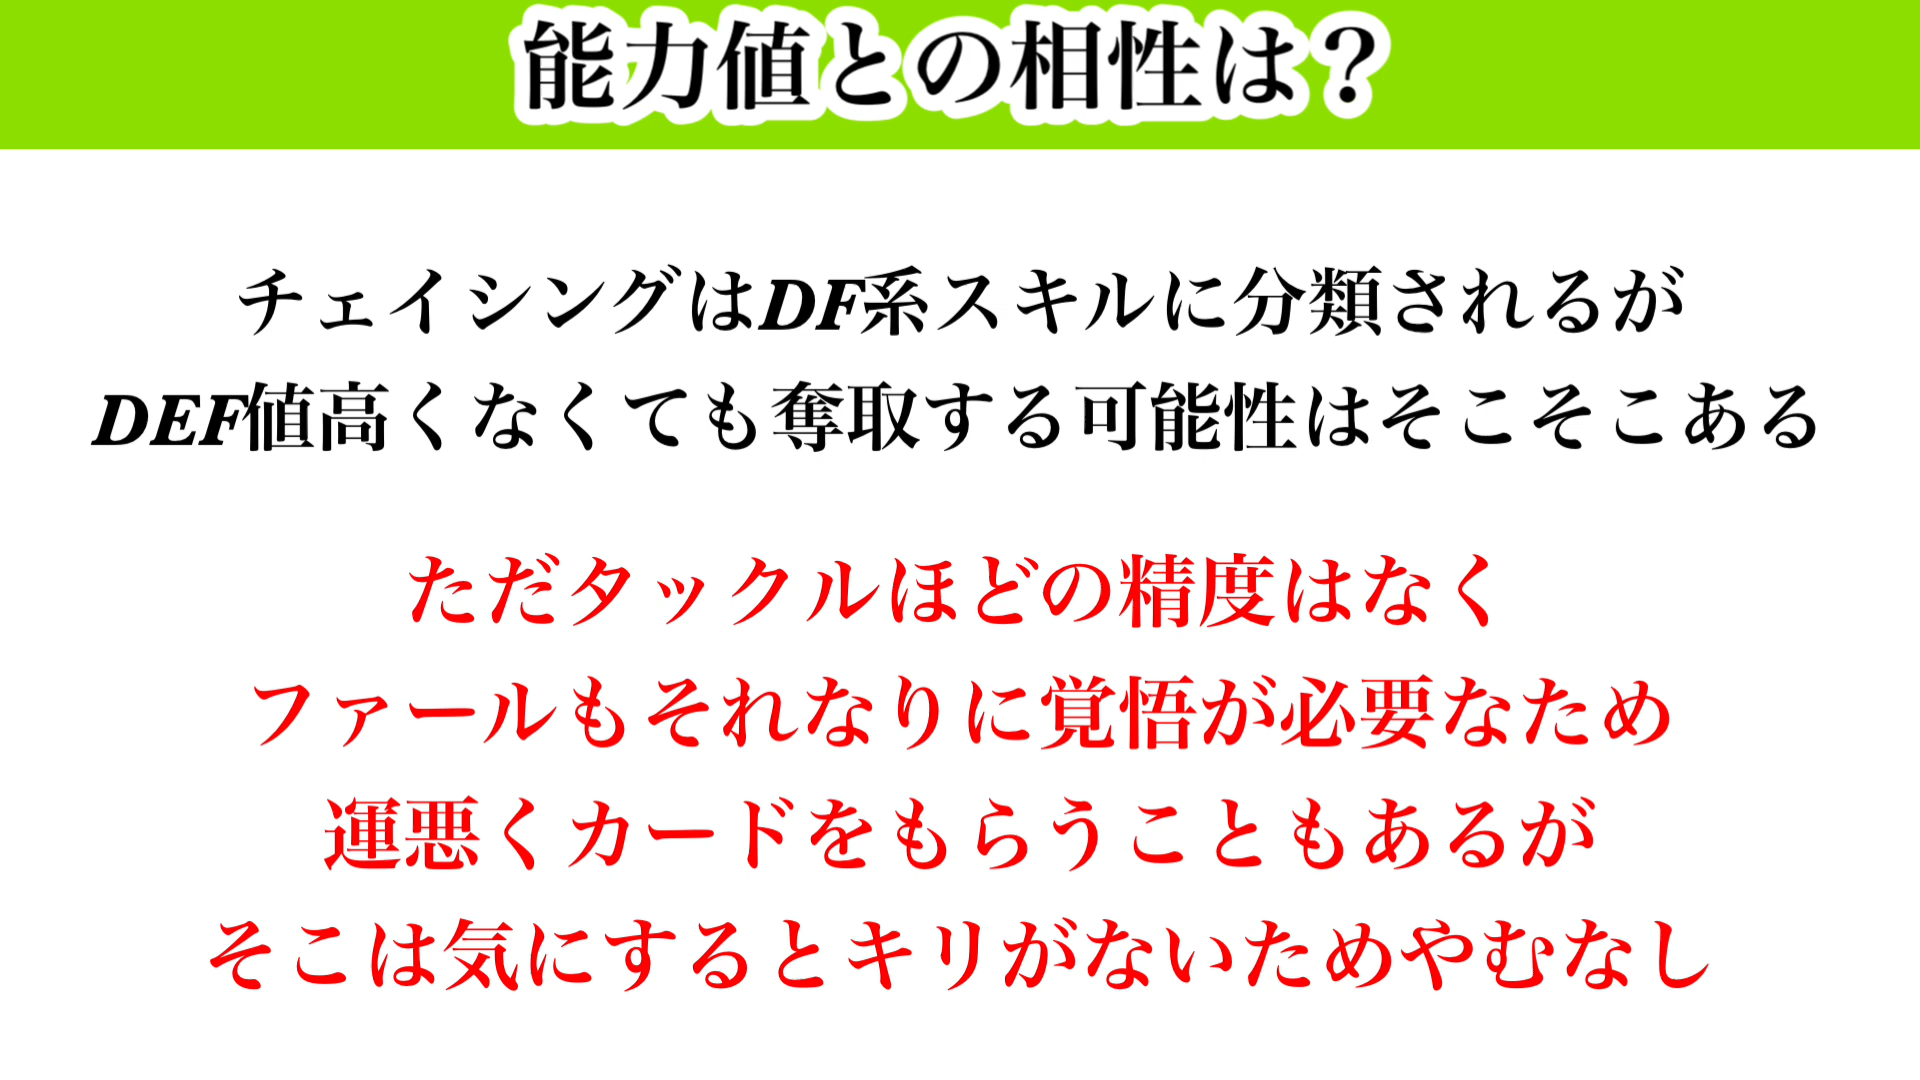 能力値との相性は？
チェイシングはDF系スキルに分類されるが
DEF値高くなくても奪取する可能性はそこそこある
ただタックルほどの精度はなく
ファールもそれなりに覚悟が必要なため
運悪くカードをもらうこともあるが
そこは気にするとキリがないためやむなし